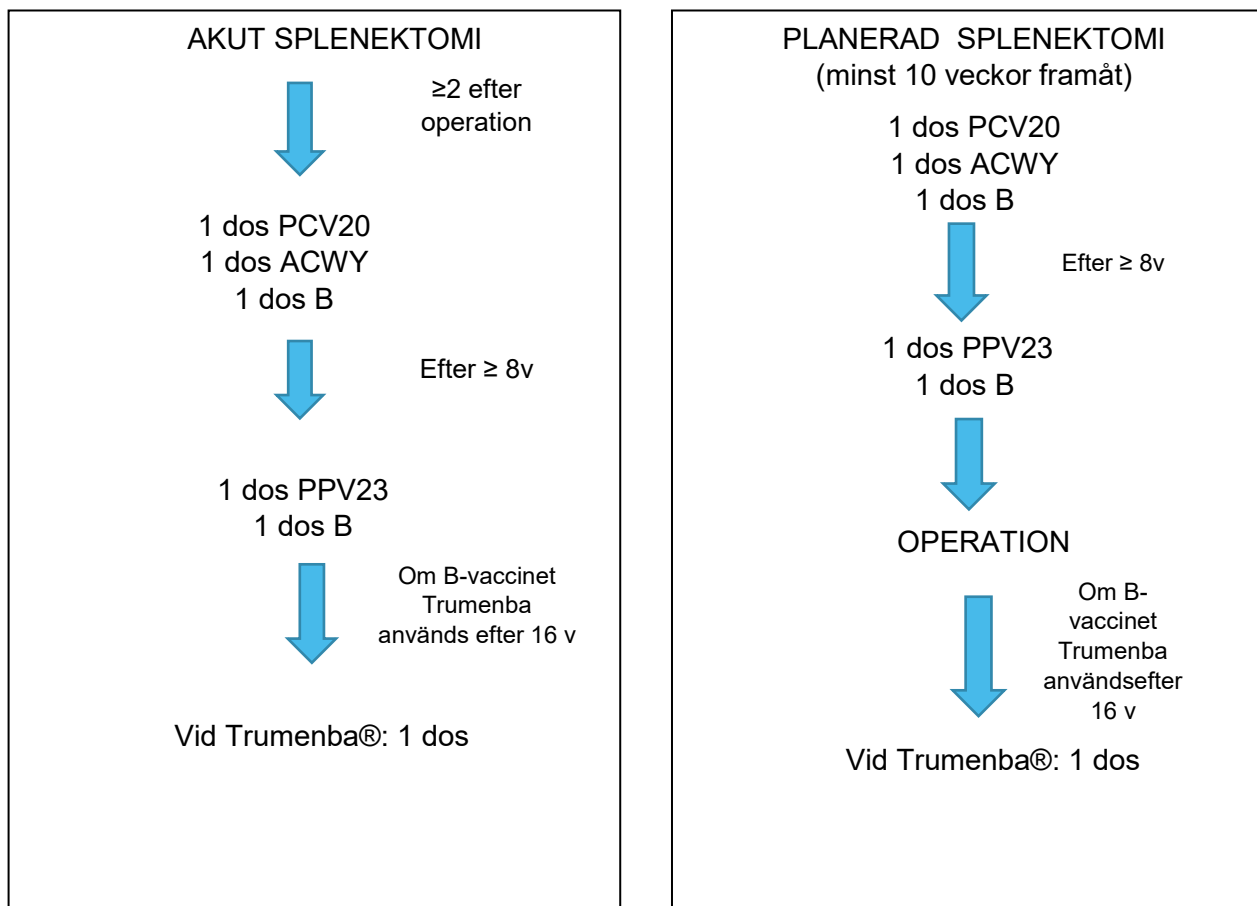 AKUT SPLENEKTOMI
≥2 efter
operation
1 dos PCV20
1 dos ACWY
1 dos B
Efter ≥ 8v
1 dos PPV23
1 dos B
Om B-vaccinet
Trumenba
används efter 16 v
Vid Trumenba®: 1 dos
PLANERAD SPLENEKTOMI
(minst 10 veckor framåt)
1 dos PCV20
1 dos ACWY
1 dos B
Efter ≥ 8v
1 dos PPV23
1 dos B
OPERATION
Om B-
vaccinet
Trumenba
användsefter
16 v
Vid Trumenba®: 1 dos